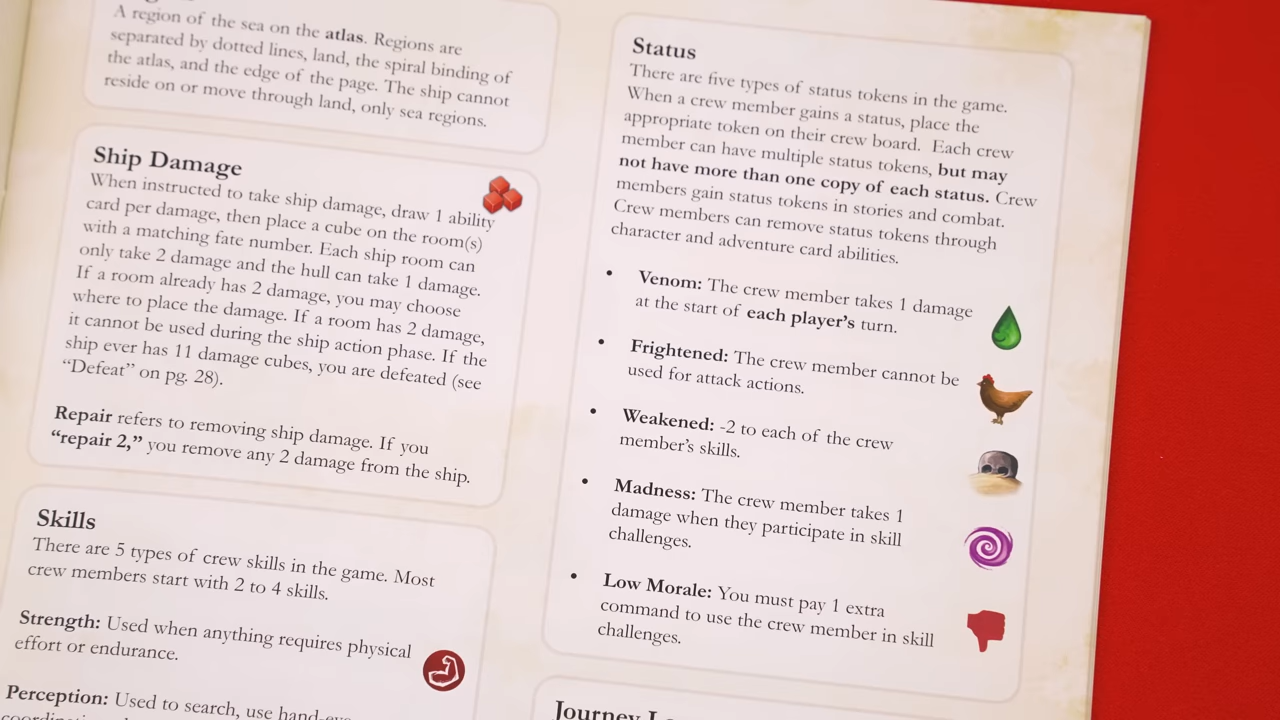 A region of the sea on the atlas. Regions are
separated by dotted lines, land, the spiral binding of
the atlas, and the edge of the page. The ship cannot
reside on or move through land, only sea regions.
Ship Damage
When instructed to take ship damage, draw 1 ability
card per damage, then place a cube on the room(s)
with a matching fate number. Each ship room can
only take 2 damage and the hull can take 1 damage.
If a room already has 2 damage, you may choose
where to place the damage. If a room has 2 damage,
it cannot be used during the ship action phase. If the
ship ever has 11 damage cubes, you are defeated (see
“Defeat” on pg. 28).
Repair refers to removing ship damage. If you
“repair 2,” you remove any 2 damage from the ship.
Skills
There are 5 types of crew skills in the game. Most
crew members start with 2 to 4 skills.
Strength: Used when anything requires physical
effort or endurance.
Perception: Used to search, use
Status
There are five types of status tokens in the game.
When a crew member gains a status, place the
appropriate token on their crew board. Each crew
member can have multiple status tokens, but may
not have more than one copy of each status. Crew
members gain status tokens in stories and combat.
Crew members can remove status tokens through
character and adventure card abilities.
• Venom: The crew member takes 1 damage
at the start of each player’s turn.
• Frightened: The crew member cannot be
used for attack actions.
• Weakened: -2 to each of the crew
member’s skills.
• Madness: The crew member takes 1
damage when they participate in skill
challenges.
• Low Morale: You must pay 1 extra
command to use the crew member in skill
challenges.
Journey